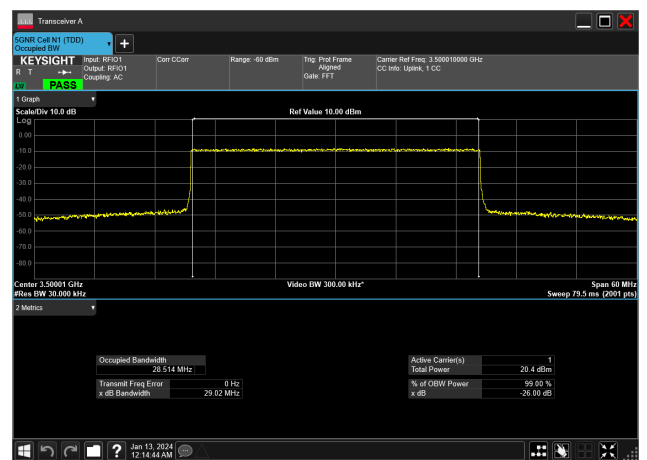 Transceiver A
5GNR Cell N1 (TDD)
Occupied BW
KEYSIGHT
R T
LV
PASS
Input: RFIO1
Output: RFIO1
Coupling: AC
Corr CCorr
Range: -60 dBm
Trig: Prot Frame
Aligned
Gate: FFT
Carrier Ref Freq: 3.500010000 GHz
CC Info: Uplink, 1 CC
1 Graph
Scale/Div 10.0 dB
Ref Value 10.00 dBm
Log
0.00
-10.0
-20.0
-30.0
-40.0
-50.0
-60.0
-70.0
-80.0
Center 3.50001 GHz
Video BW 300.00 kHz*
Span 60 MHz
#Res BW 30.000 kHz
Sweep 79.5 ms (2001 pts)
2 Metrics
Occupied Bandwidth
28.514 MHz
Transmit Freq Error 0 Hz
x dB Bandwidth 29.02 MHz
Active Carrier(s) 1
Total Power 20.4 dBm
% of OBW Power 99.00 %
x dB -26.00 dB
?
Jan 13, 2024
12:14:44 AM